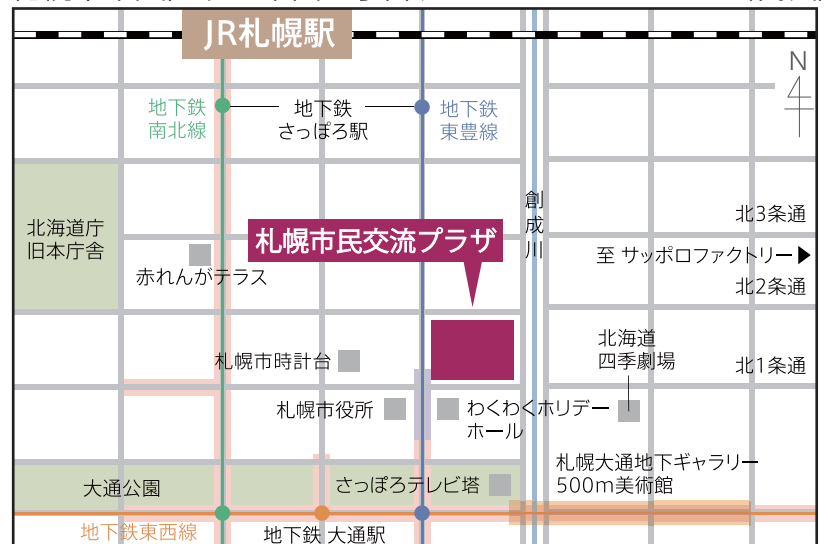 JR札幌駅
N
地下鉄
南北線
地下鉄
さっぽろ駅
地下鉄
東豊線
北海道庁
旧本庁舎
創成川
北3条通
札幌市民交流プラザ
至 サッポロファクトリー▶
赤れんがテラス
北2条通
札幌市時計台
北海道
四季劇場
北1条通
札幌市役所
わくわくホリデー
ホール
札幌大通地下ギャラリー
500m美術館
大通公園
さっぽろテレビ塔
地下鉄東西線
地下鉄 大通駅